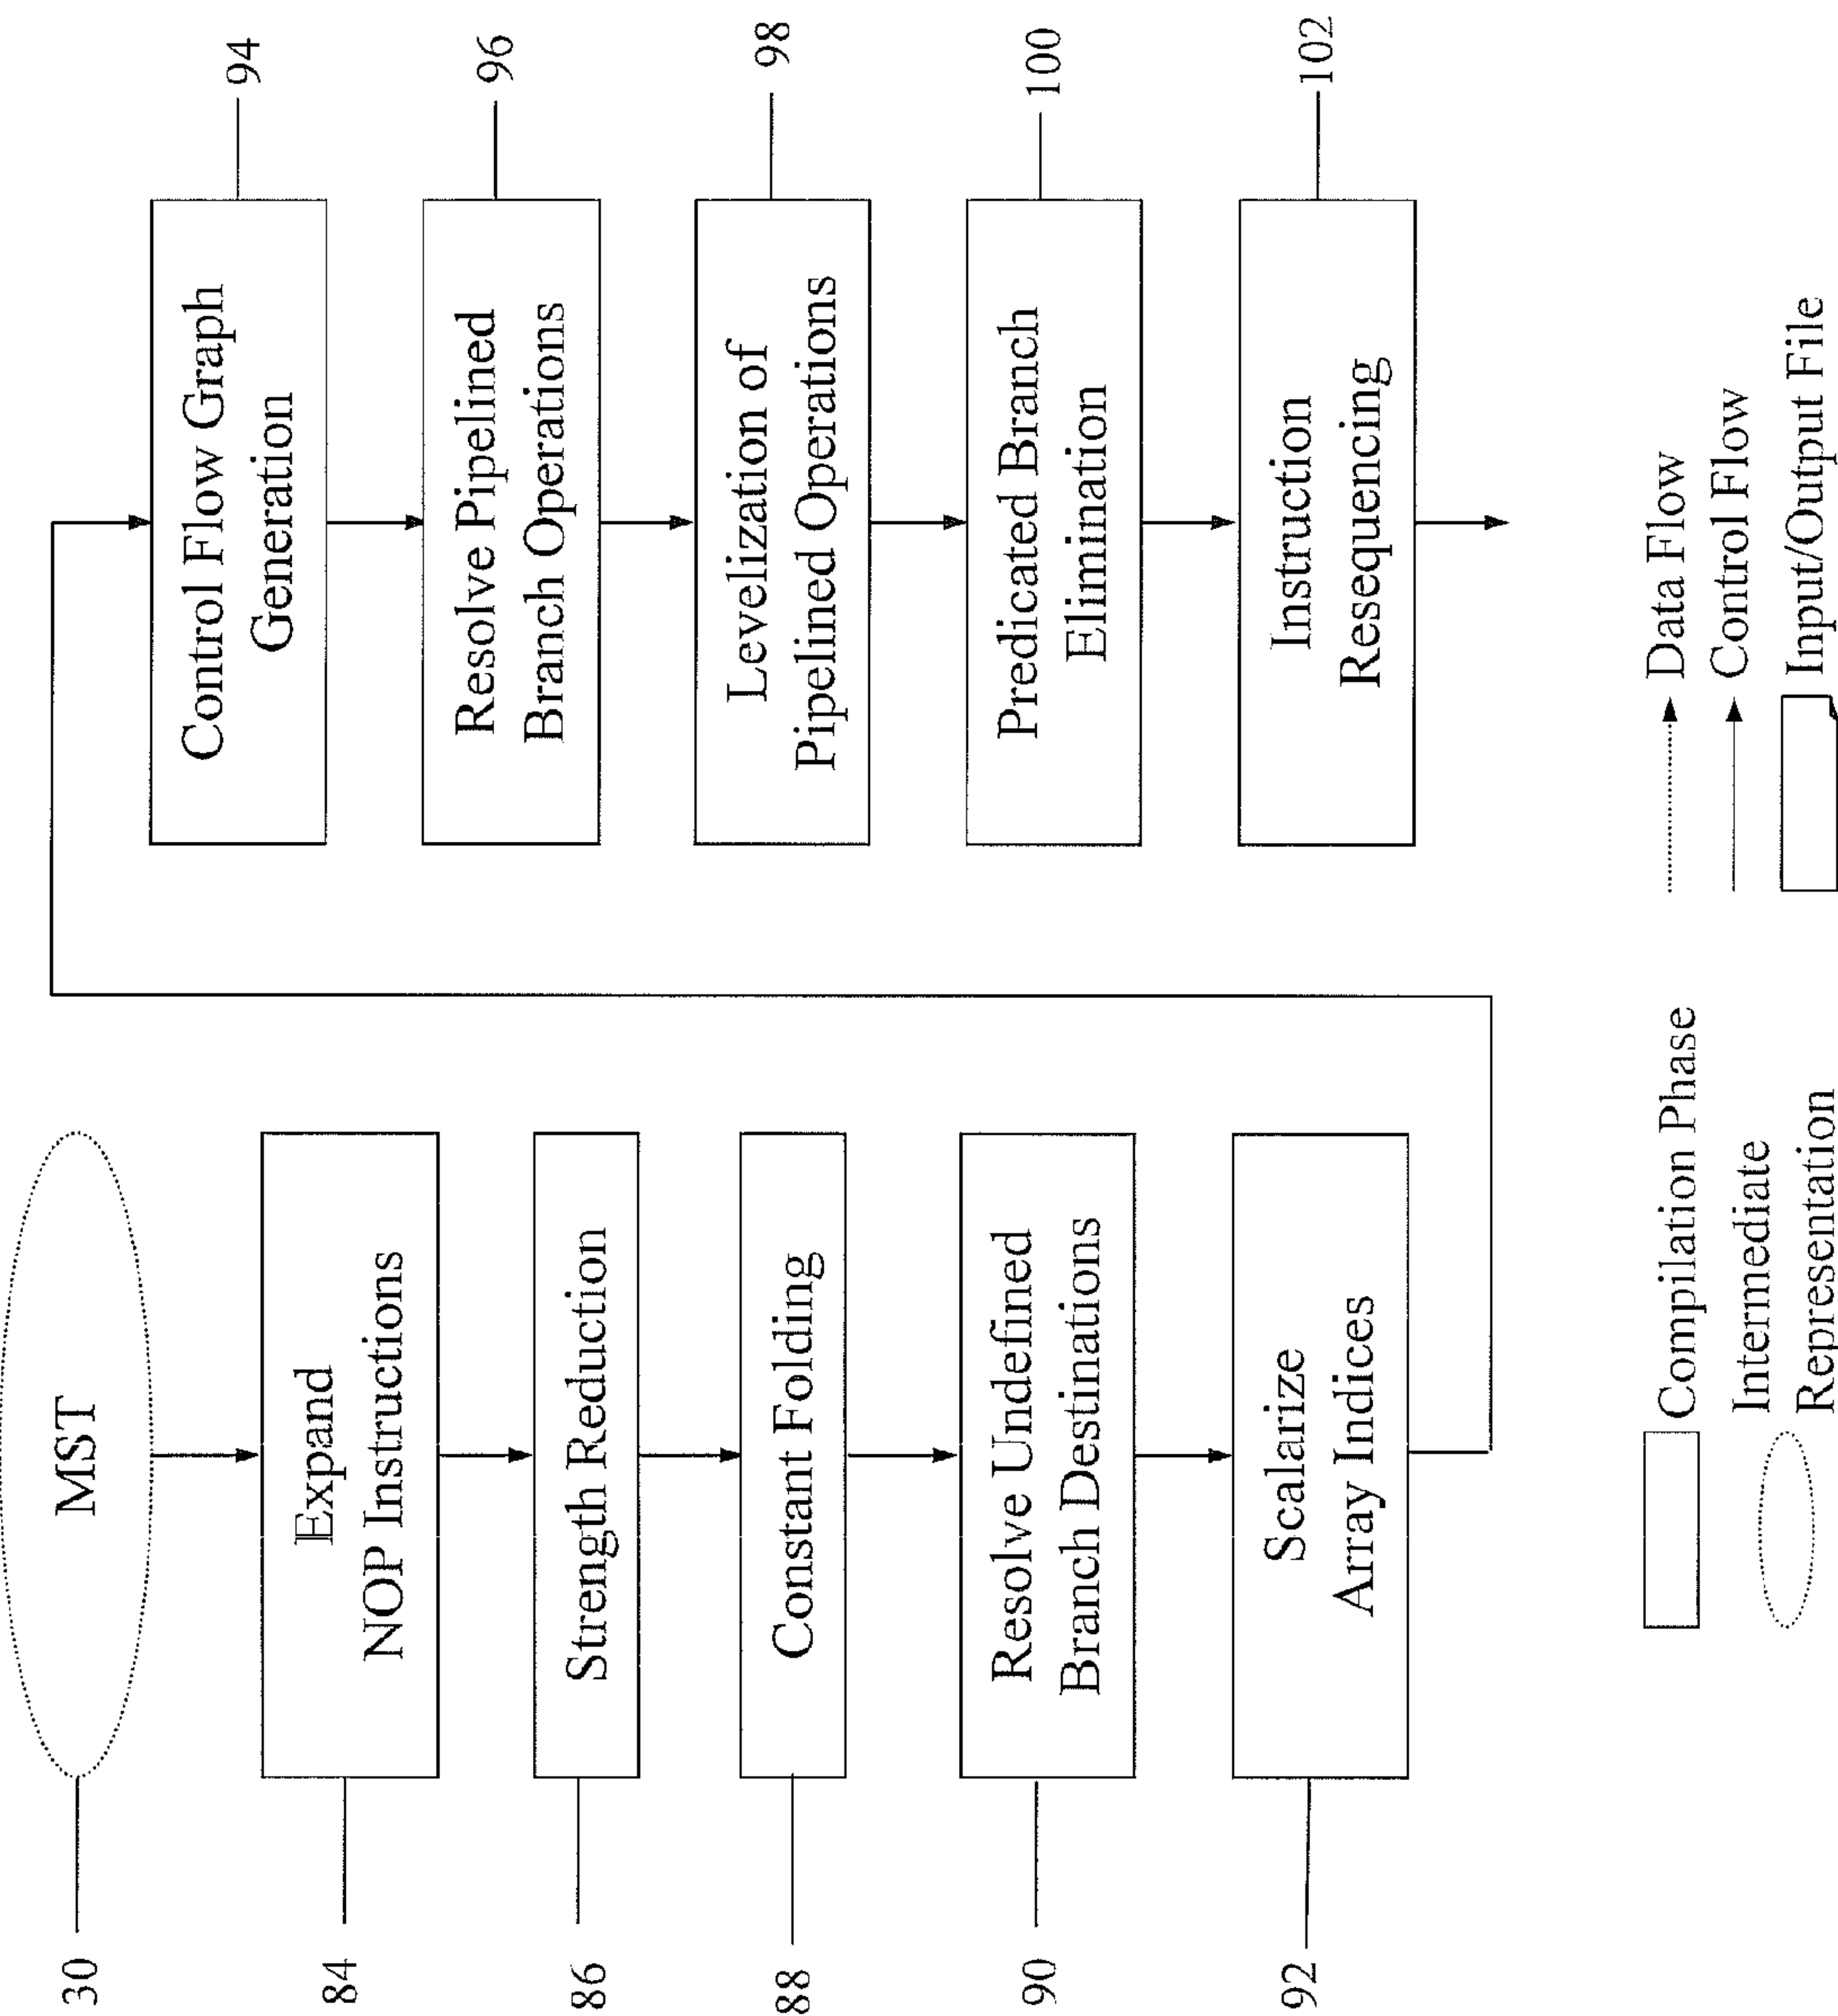 30
MST
84
Expand
NOP Instructions
86
Strength Reduction
88
Constant Folding
90
Resolve Undefined
Branch Destinations
92
Scalarize
Array Indices
Control Flow Graph
Generation
94
Resolve Pipelined
Branch Operations
96
Levelization of
Pipelined Operations
98
Predicated Branch
Elimination
100
Instruction
Resequencing
102
Compilation Phase
Intermediate
Representation
Data Flow
Control Flow
Input/Output File